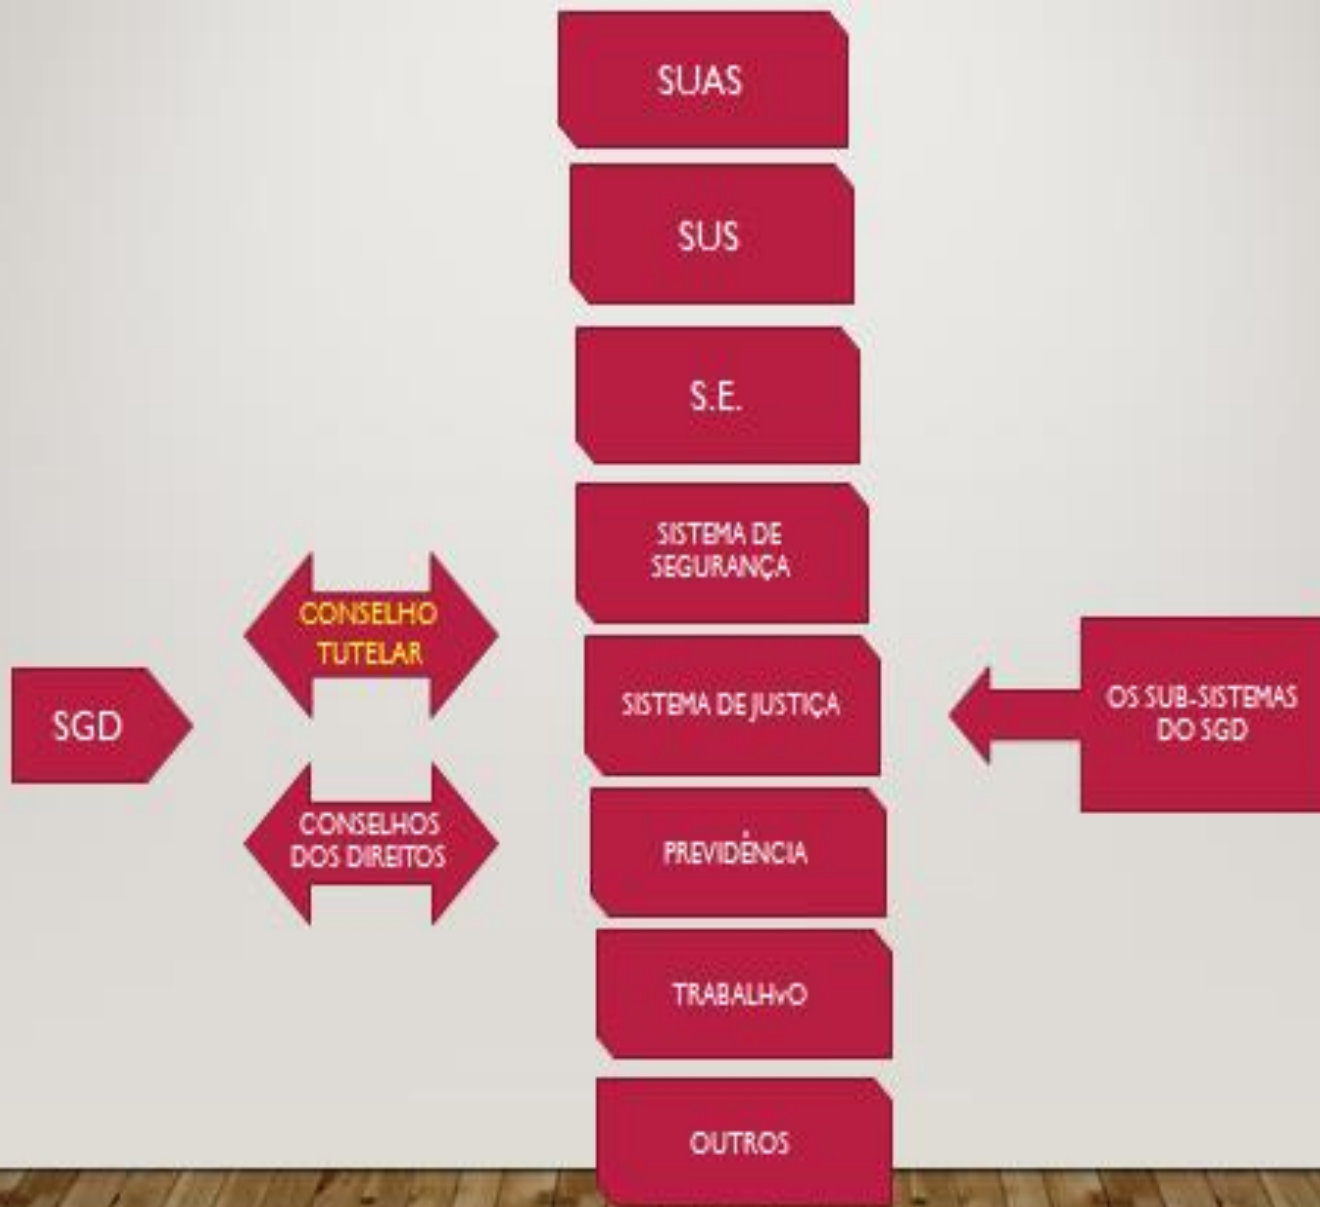 SUAS
SUS
S.E.
SISTEMA DE
SEGURANÇA
CONSELHO
TUTELAR
SGD
SISTEMA DE JUSTIÇA
OS SUB-SISTEMAS
DO SGD
CONSELHOS
DOS DIREITOS
PREVIDÊNCIA
TRABALHvO
OUTROS